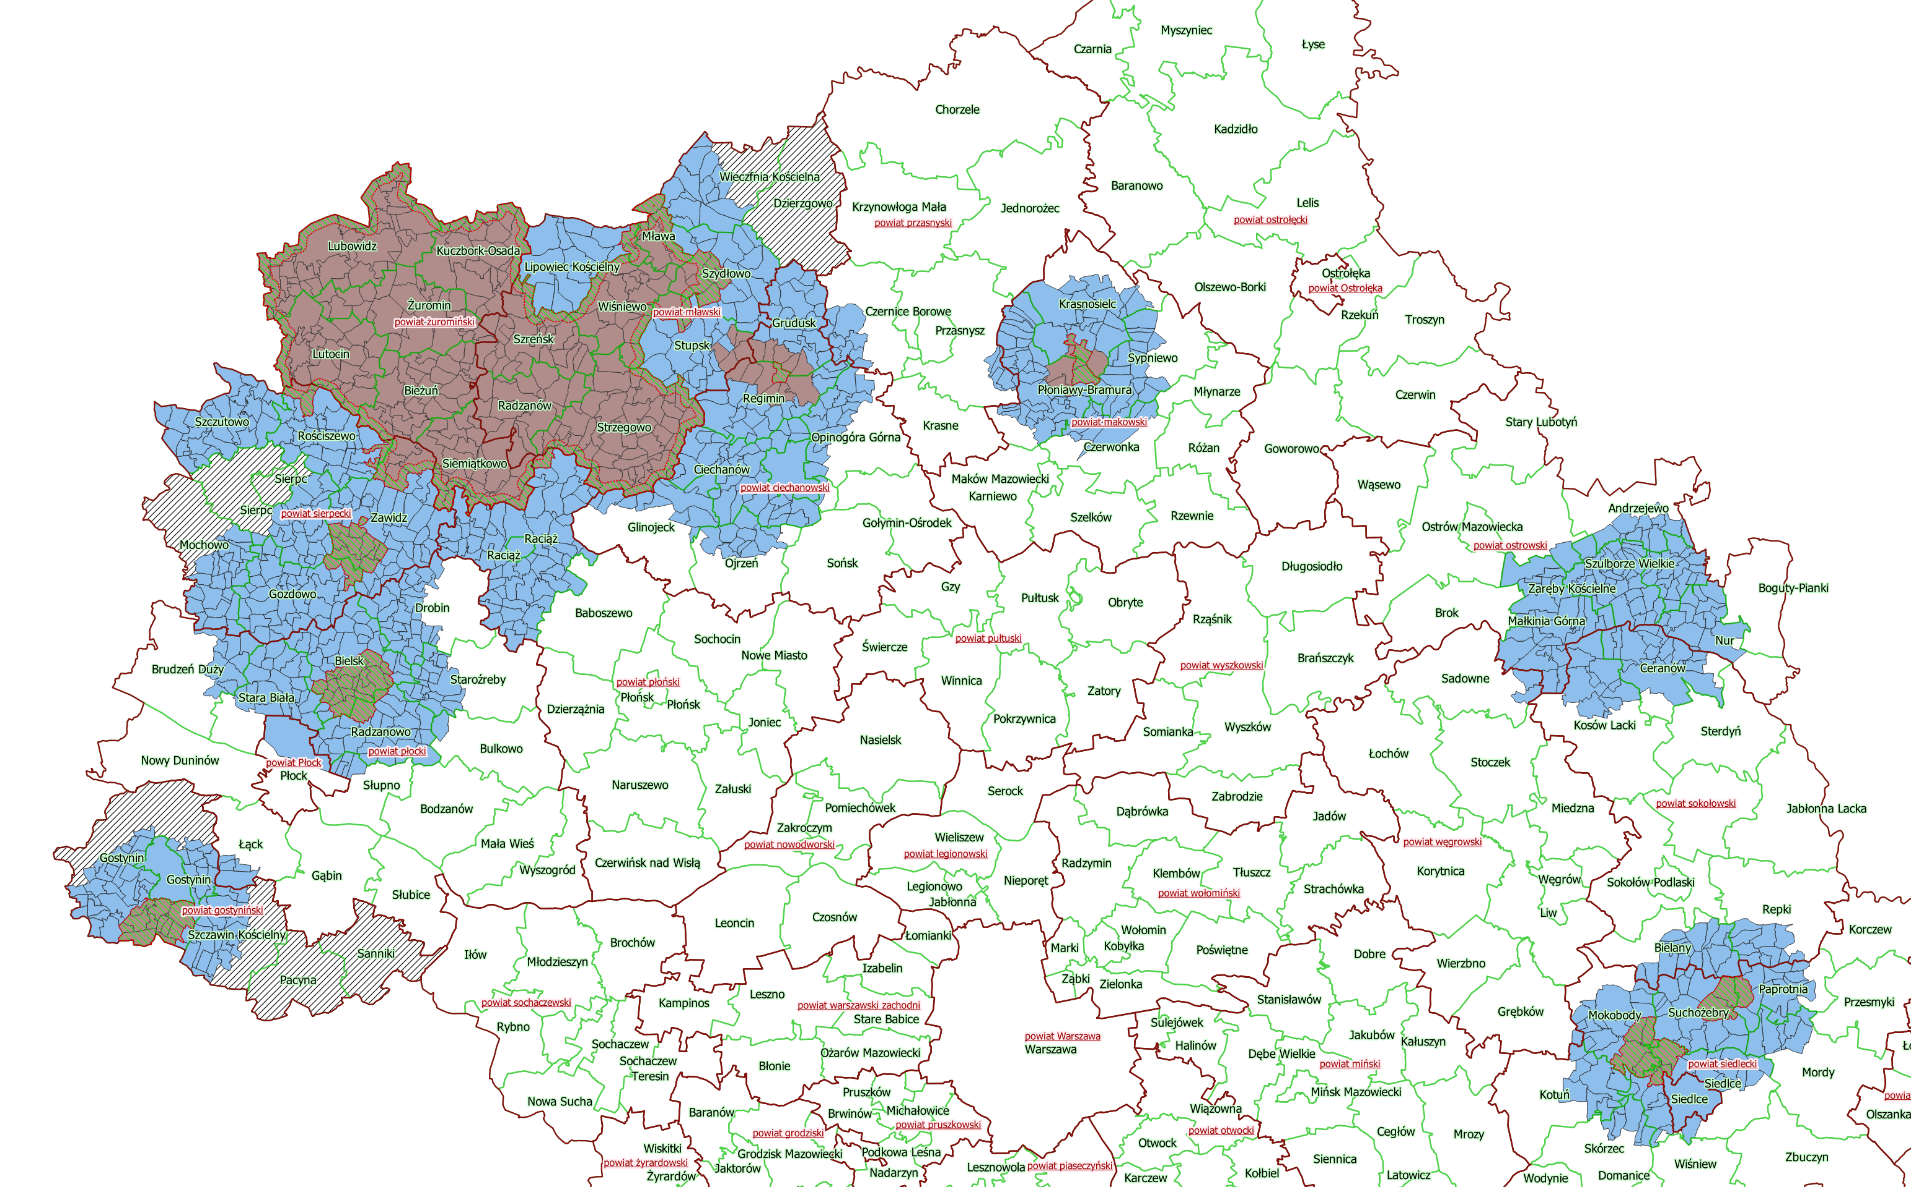 Myszyniec
Czarnia
Łyse
Chorzele
Kadzidło
Wieczfnia Kościelna
Baranowo
Dzierzgowo
Krzynowłoga Mała
Jednorożec
Lelis
powiat przasnyski
powiat ostrołęcki
Lubowidz
Kuczbork-Osada
Mława
Lipowiec Kościelny
Szydłowo
Ostrołęka
powiat Ostrołęka
Olszewo-Borki
Żuromin
powiat żuromiński
Wiśniewo
powiat mławski
Grudusk
Krasnosielc
Czernice Borowe
Przasnysz
Rzekuń
Troszyn
Szreńsk
Stupsk
Lutocin
Sypniewo
Bieżuń
Radzanów
Regimin
Płoniawy-Bramura
Młynarze
Czerwin
Szczutowo
Rościszewo
Strzegowo
Opinogóra Górna
Krasne
powiat makowski
Czerwonka
Różan
Goworowo
Stary Lubotyń
Siemiątkowo
Ciechanów
powiat ciechanowski
Maków Mazowiecki
Karniewo
Wąsewo
Sierpc
Sierpc
powiat sierpecki
Zawidz
Glinojeck
Gołymin-Ośrodek
Szelków
Rzewnie
Andrzejewo
Ostrów Mazowiecka
powiat ostrowski
Mochowo
Raciąż
Raciąż
Ojrzeń
Sońsk
Długosiodło
Szulborze Wielkie
Zaręby Kościelne
Boguty-Pianki
Gozdowo
Drobin
Baboszewo
Gzy
Pułtusk
Obryte
Rząśnik
Brok
Małkinia Górna
Nur
Sochocin
Nowe Miasto
Świercze
powiat pułtuski
Brudzeń Duży
Bielsk
Staroźreby
powiat płoński
Płońsk
Płońsk
Winnica
Zatory
powiat wyszkowski
Brańszczyk
Sadowne
Ceranów
Stara Biała
Dzierzążnia
Joniec
Pokrzywnica
Somianka
Wyszków
Kosów Lacki
Sterdyń
Radzanowo
powiat płocki
Bulkowo
Nasielsk
Łochów
Stoczek
Nowy Duninów
powiat Płock
Płock
Słupno
Naruszewo
Załuski
Serock
Zabrodzie
Bodzanów
Pomiechówek
Dąbrówka
Jadów
Miedzna
powiat sokołowski
Jabłonna Lacka
Mała Wieś
Zakroczym
powiat nowodworski
Wieliszew
powiat legionowski
powiat węgrowski
Gostynin
Łąck
Gąbin
Wyszogród
Czerwińsk nad Wisłą
Radzymin
Klembów
Tłuszcz
powiat wołomiński
Korytnica
Węgrów
Sokołów Podlaski
Gostynin
powiat gostyniński
Słubice
Legionowo
Jabłonna
Nieporęt
Strachówka
Liw
Repki
Szczawin Kościelny
Leoncin
Czosnów
Łomianki
Wołomin
Kobyłka
Marki
Poświętne
Korczew
Bielany
Sanniki
Iłów
Brochów
Młodzieszyn
Izabelin
Ząbki
Zielonka
Dobre
Wierzbno
Pacyna
powiat sochaczewski
Kampinos
Leszno
powiat warszawski zachodni
Stare Babice
Stanisławów
Grębków
Paprotnia
Przesmyki
Mokobody
Suchożebry
Rybno
Sochaczew
Sochaczew
Teresin
Ożarów Mazowiecki
Błonie
powiat Warszawa
Warszawa
Sulejówek
Halinów
Dębe Wielkie
Jakubów
Kałuszyn
powiat miński
powiat siedlecki
Mordy
Nowa Sucha
Baranów
Pruszków
Brwinów
Michałowice
powiat pruszkowski
Wiązowna
powiat otwocki
Mińsk Mazowiecki
Kotuń
Siedlce
Siedlce
powia
Olszanka
powiat grodziski
Wiskitki
powiat żyrardowski
Żyrardów
Grodzisk Mazowiecki
Jaktorów
Podkowa Leśna
Nadarzyn
Lesznowola
powiat piaseczyński
Otwock
Karczew
Kołbiel
Siennica
Cegłów
Latowicz
Mrozy
Skórzec
Wodynie
Domanice
Wiśniew
Zbuczyn